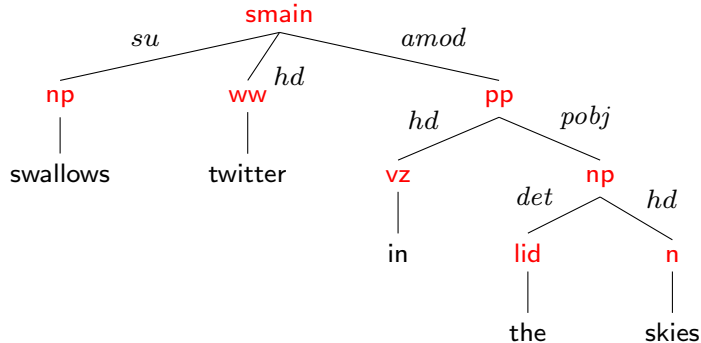 smain
su hd amod
np ww pp
hd pobj
swallows twitter vz np
det hd
in lid n
the skies